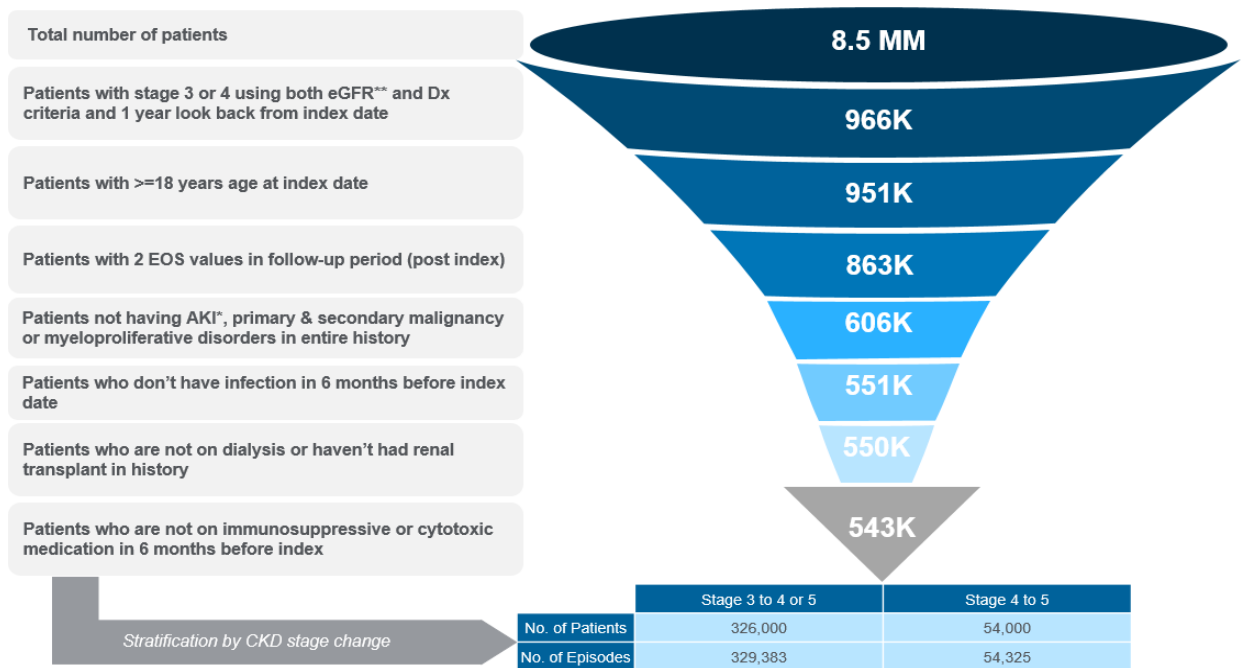 Total number of patients
8.5 MM
Patients with stage 3 or 4 using both eGFR** and Dx
criteria and 1 year look back from index date
966K
Patients with >=18 years age at index date
951K
Patients with 2 EOS values in follow-up period (post index)
863K
Patients not having AKI*, primary & secondary malignancy
or myeloproliferative disorders in entire history
606K
Patients who don’t have infection in 6 months before index
date
551K
Patients who are not on dialysis or haven’t had renal
transplant in history
550K
Patients who are not on immunosuppressive or cytotoxic
medication in 6 months before index
543K
Stratification by CKD stage change
Stage 3 to 4 or 5 Stage 4 to 5
No. of Patients 326,000 54,000
No. of Episodes 329,383 54,325